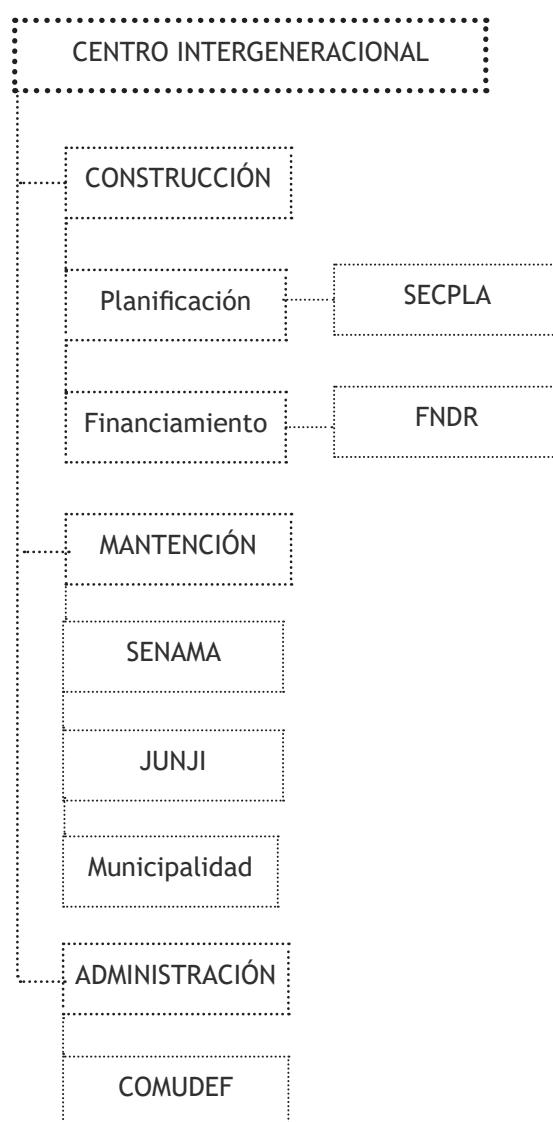 CENTRO INTERGENERACIONAL
CONSTRUCCIÓN
Planificación
SECPLA
Financiamiento
FNDR
MANTENCIÓN
SENAMA
JUNJI
Municipalidad
ADMINISTRACIÓN
COMUDEF